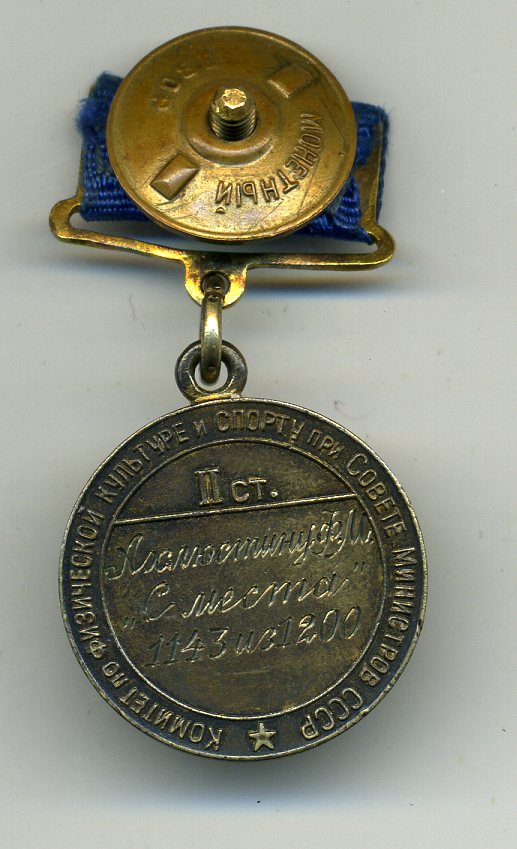 МОНЕТНЫЙ
КОМИТЕТ ПО ФИЗИЧЕСКОЙ КУЛЬТУРЕ И СПОРТУ ПРИ СОВЕТЕ МИНИСТРОВ СССР
II СТ.
Ф.М.
„С места"
1143 из 1200